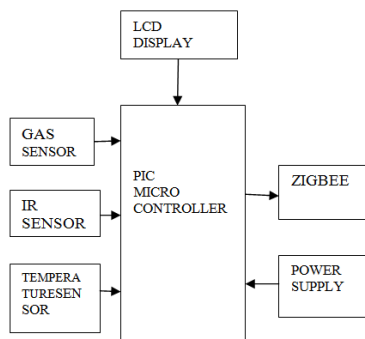 LCD
DISPLAY
GAS
SENSOR
PIC
MICRO
CONTROLLER
ZIGBEE
IR
SENSOR
TEMPERA
TURESEN
SOR
POWER
SUPPLY